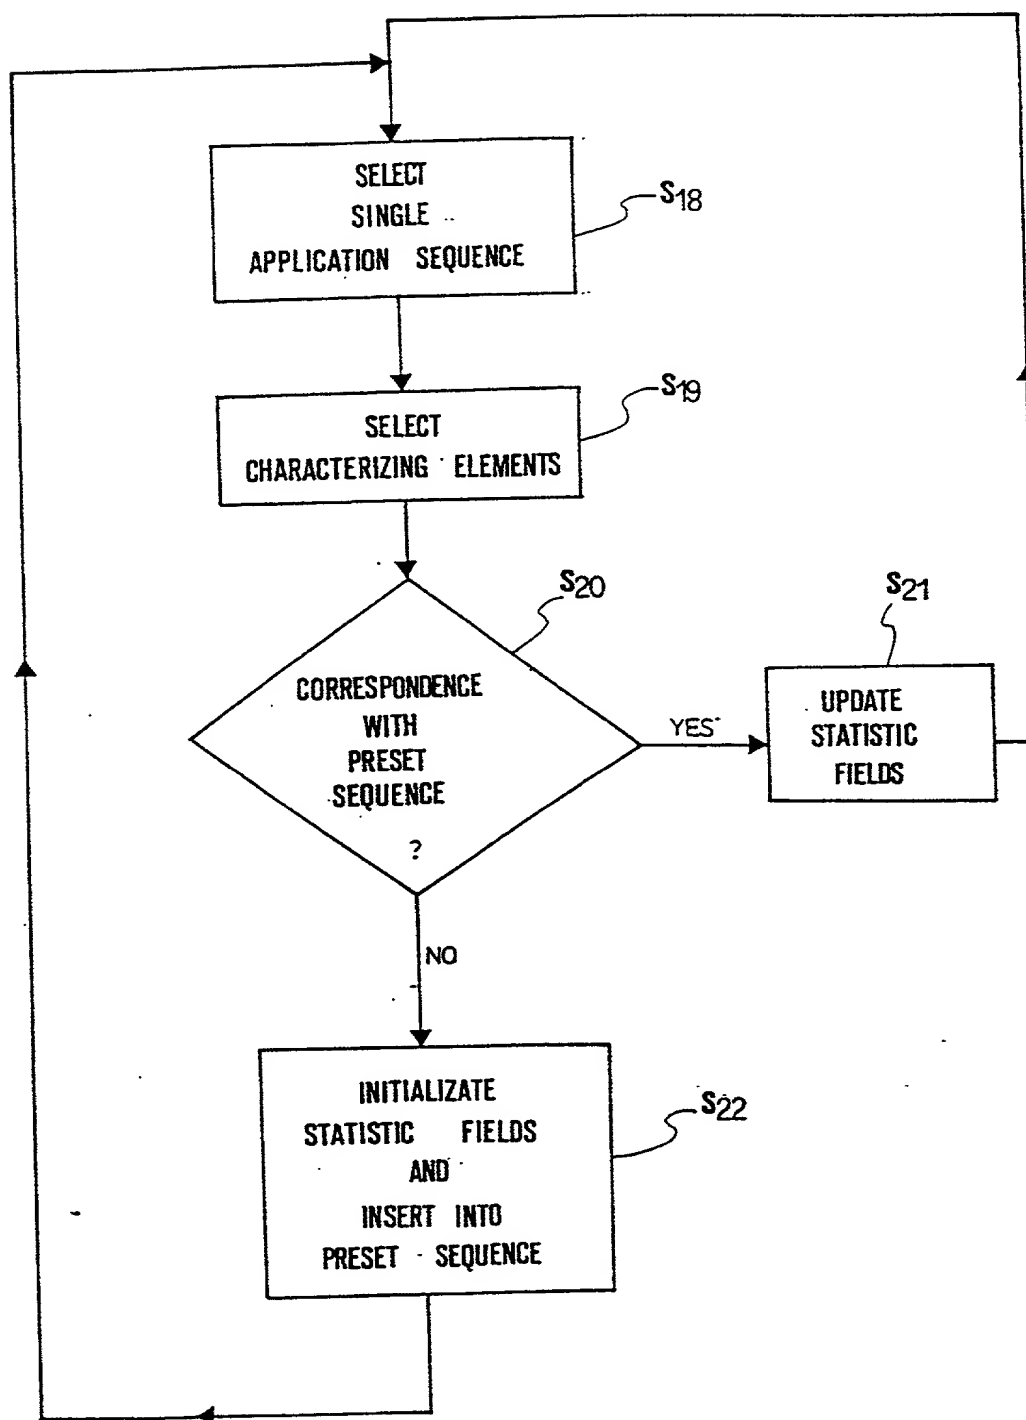 SELECT
SINGLE
APPLICATION SEQUENCE
S18
SELECT
CHARACTERIZING ELEMENTS
S19
CORRESPONDENCE
WITH
PRESET
SEQUENCE
?
S20
YES
UPDATE
STATISTIC
FIELDS
S21
NO
INITIALIZATE
STATISTIC FIELDS
AND
INSERT INTO
PRESET SEQUENCE
S22